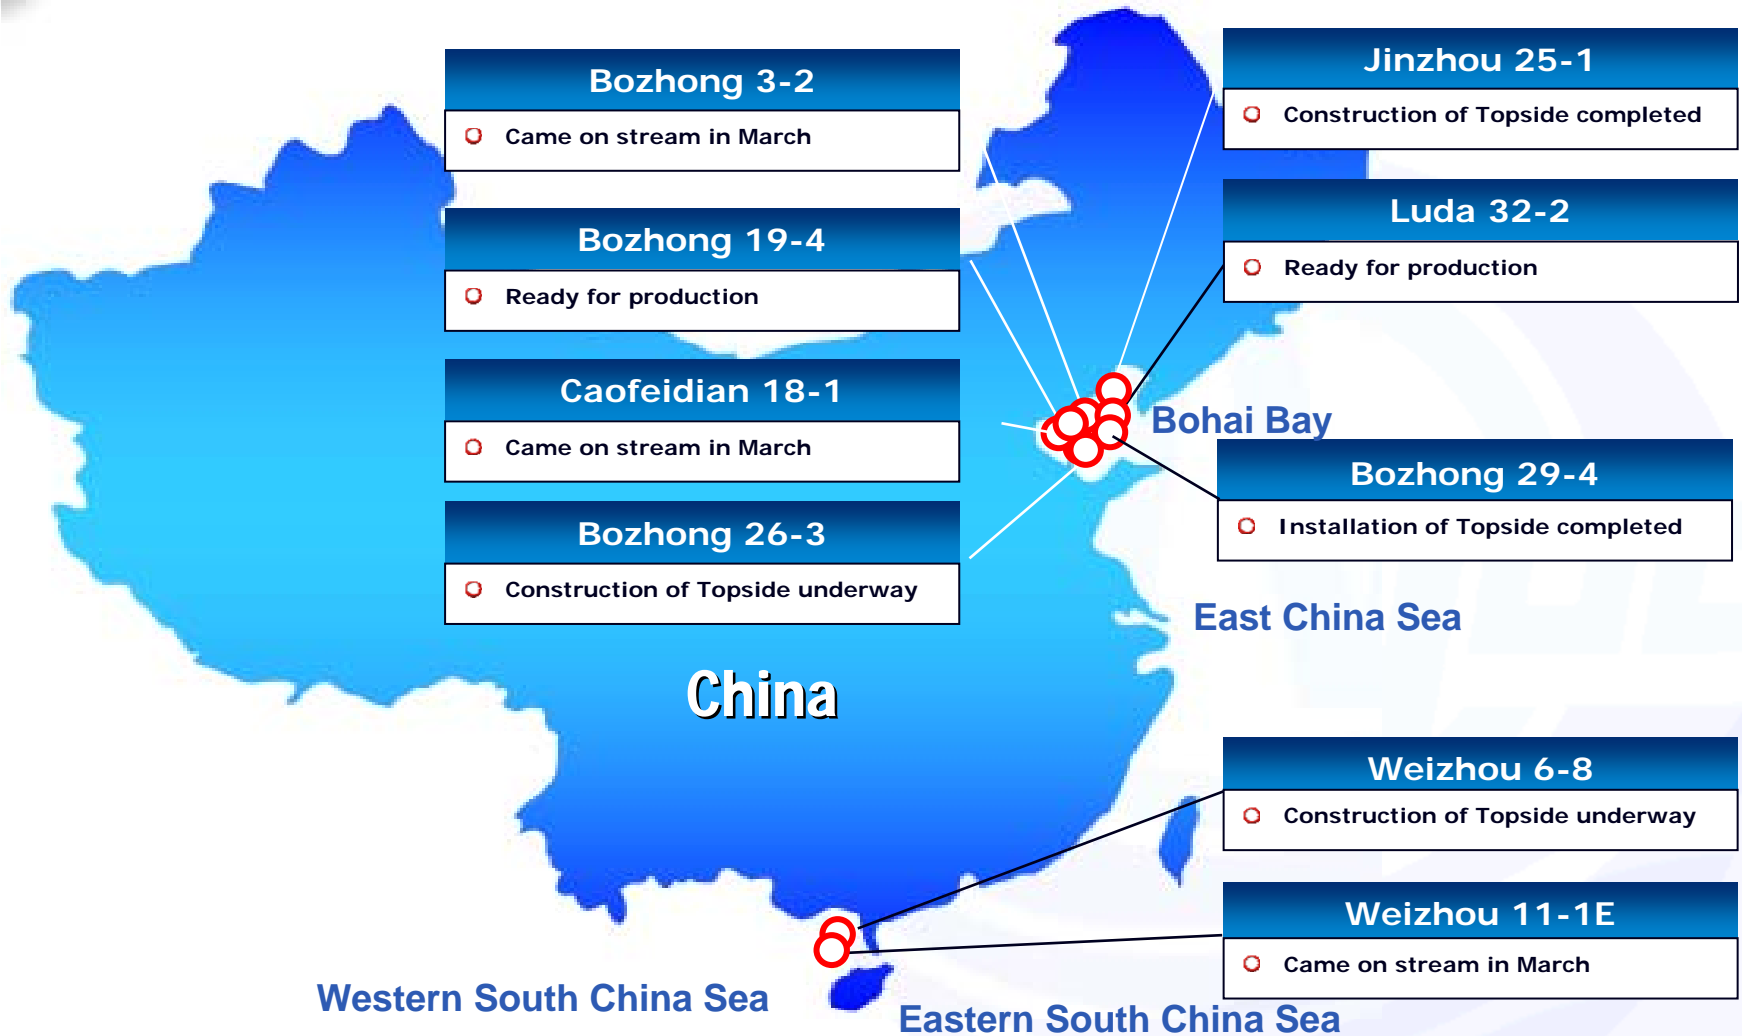 Bozhong 3-2
Came on stream in March
Bozhong 19-4
Ready for production
Caofeidian 18-1
Came on stream in March
Bozhong 26-3
Construction of Topside underway
Jinzhou 25-1
Construction of Topside completed
Luda 32-2
Ready for production
Bohai Bay
Bozhong 29-4
Installation of Topside completed
East China Sea
China
Weizhou 6-8
Construction of Topside underway
Weizhou 11-1E
Came on stream in March
Western South China Sea
Eastern South China Sea